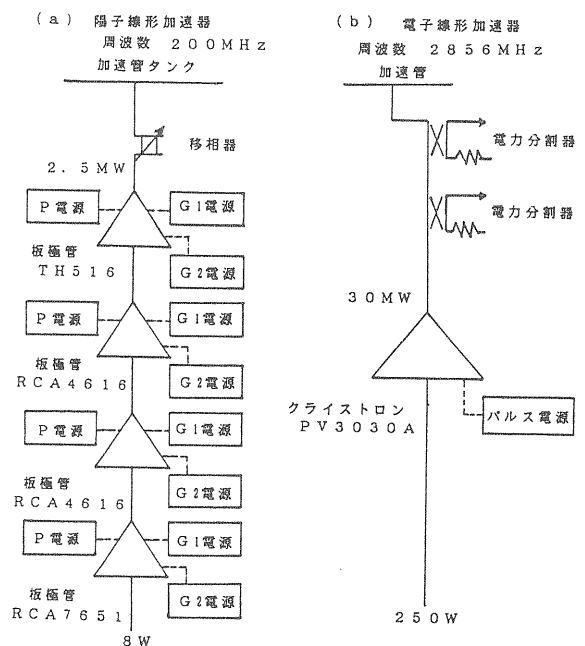 (a) 陽子線形加速器
周波数 200MHz
加速管タンク
移相器
2.5MW
P電源
G1電源
G2電源
板極管
TH516
P電源
G1電源
G2電源
板極管
RCA4616
P電源
G1電源
G2電源
板極管
RCA4616
P電源
G1電源
G2電源
板極管
RCA7651
8W
(b) 電子線形加速器
周波数 2856MHz
加速管
電力分割器
電力分割器
30MW
クライストロン
PV3030A
パルス電源
250W